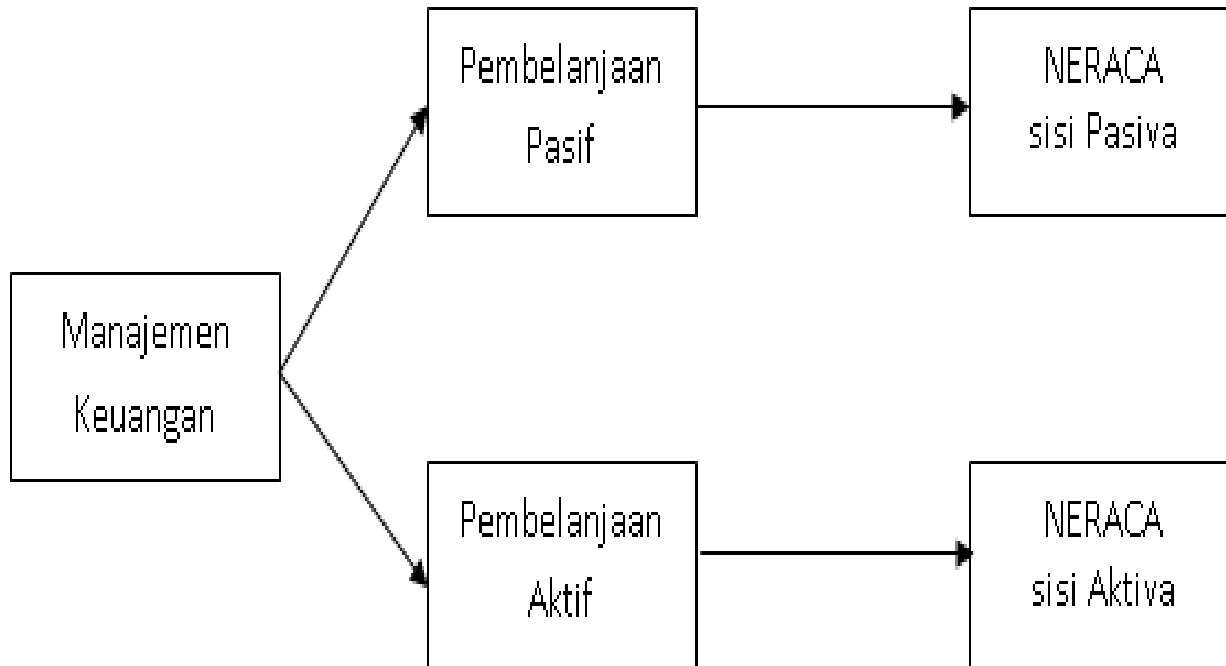 Pembelanjaan
Pasif
NERACA
sisi Pasiva
Manajemen
Keuangan
Pembelanjaan
Aktif
NERACA
sisi Aktiva